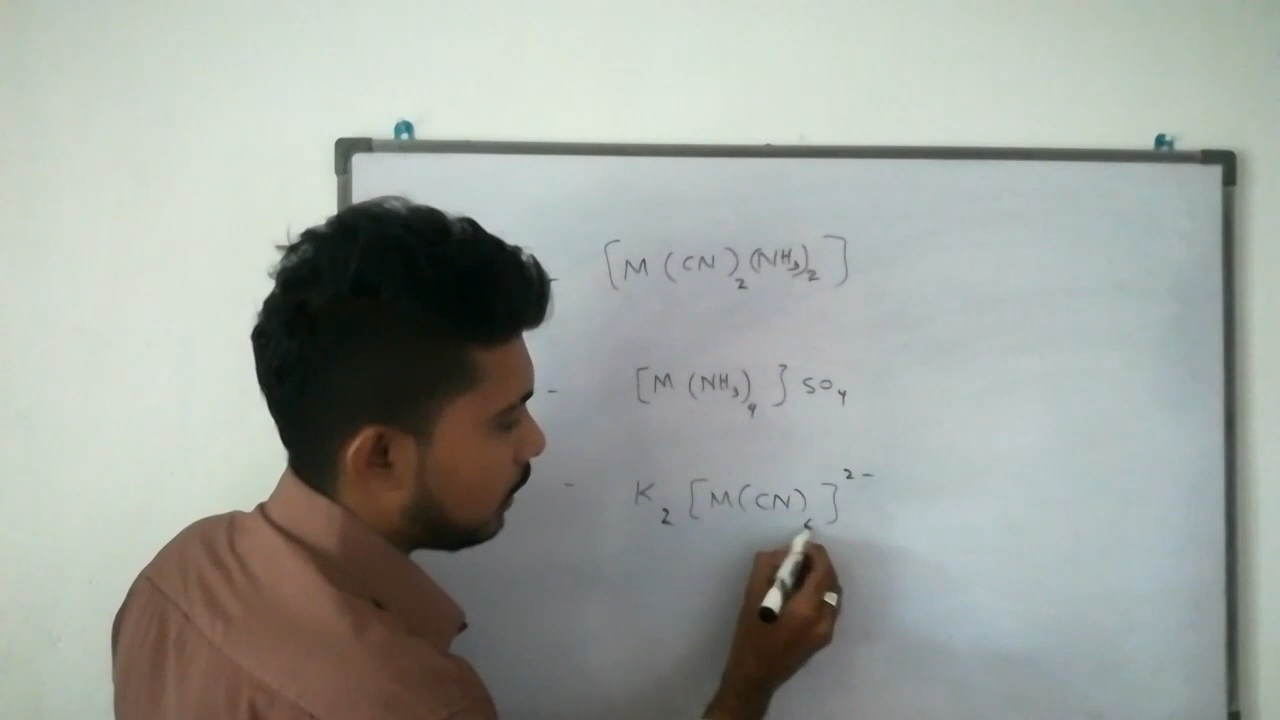 - [M(CN)2(NH3)2]
- [M(NH3)4]SO4
- K2[M(CN)6]2-